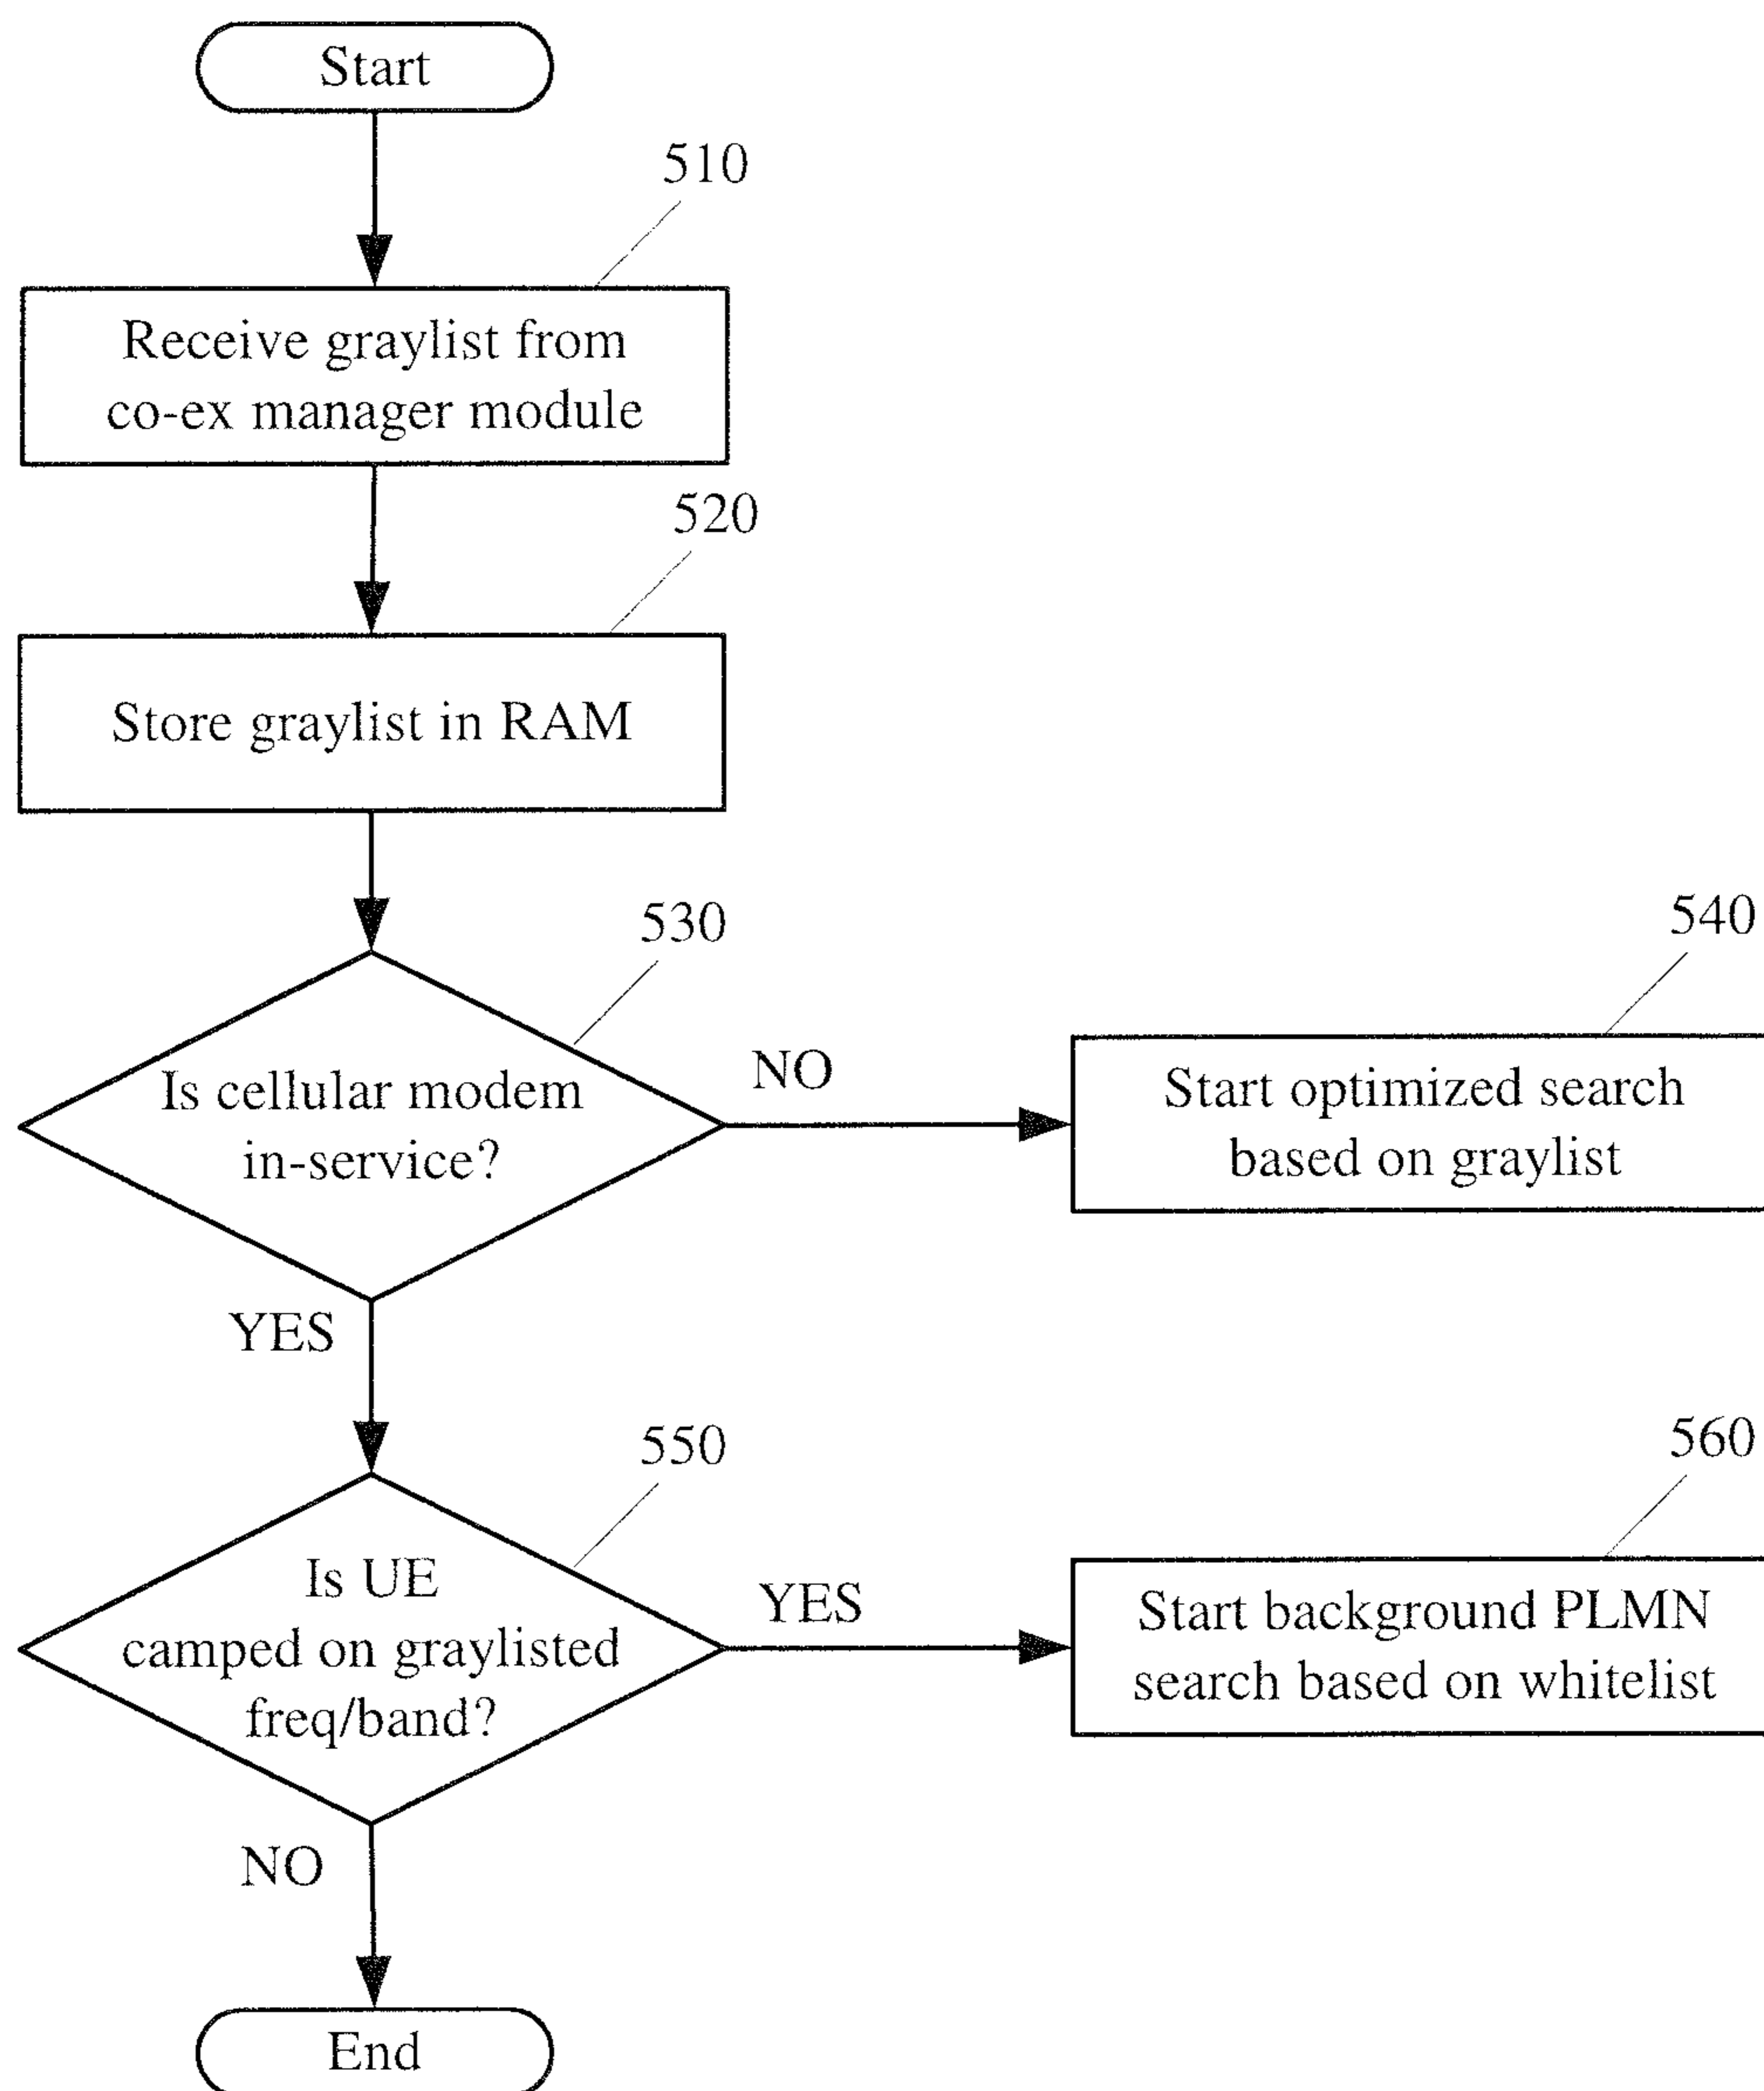 Start
510
Receive graylist from
co-ex manager module
520
Store graylist in RAM
530
Is cellular modem
in-service?
NO
540
Start optimized search
based on graylist
YES
550
Is UE
camped on graylisted
freq/band?
YES
560
Start background PLMN
search based on whitelist
NO
End